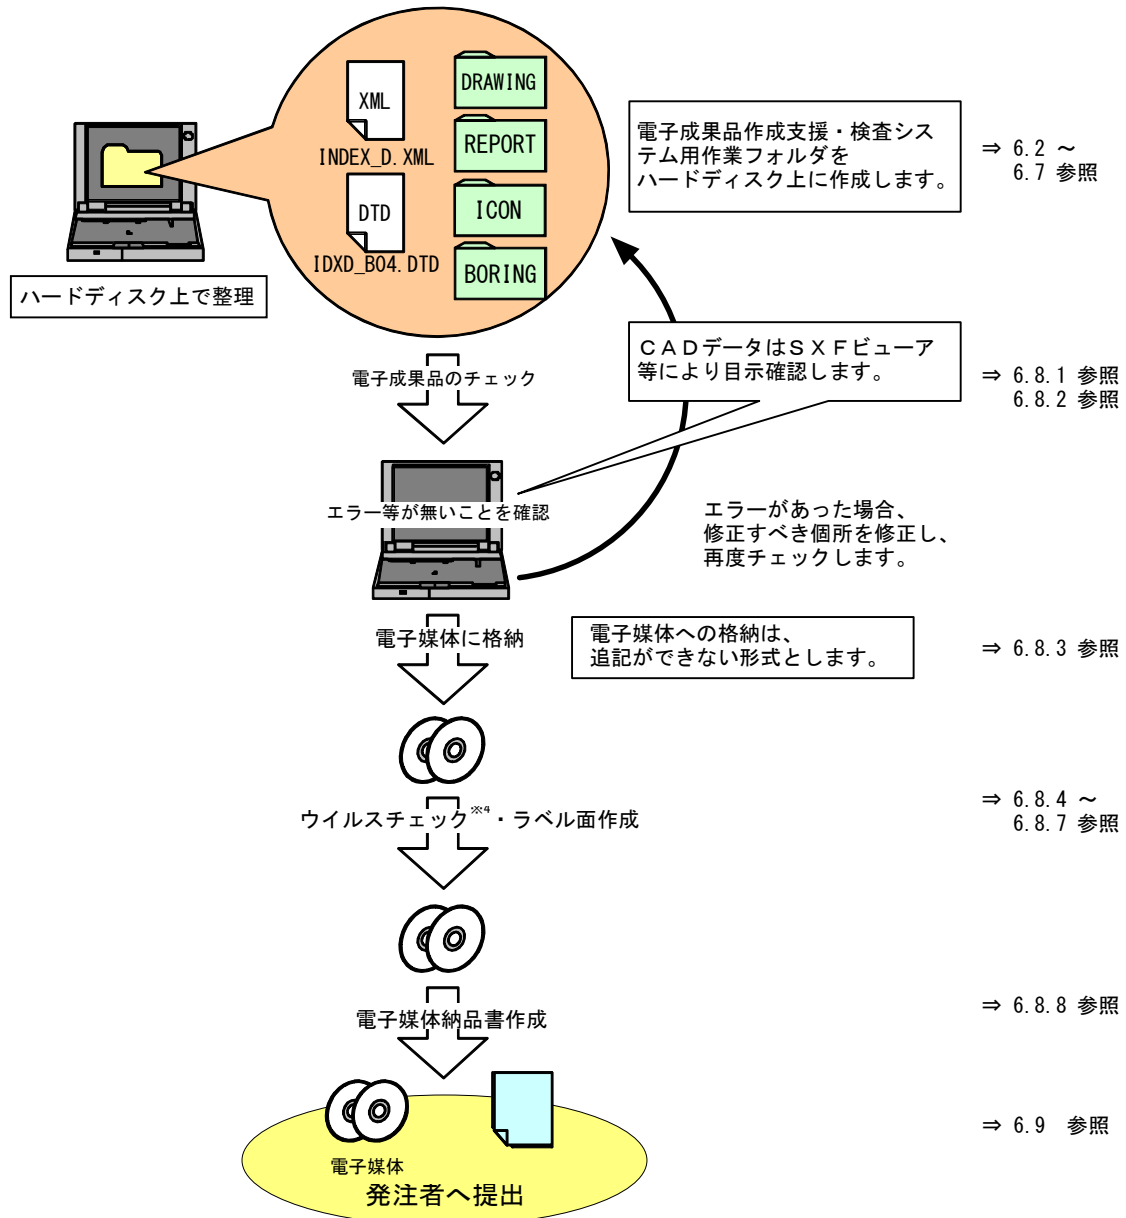 XML
INDEX_D.XML
DTD
IDXD_B04.DTD
DRAWING
REPORT
ICON
BORING
ハードディスク上で整理
電子成果品作成支援・検査シス
テム用作業フォルダを
ハードディスク上に作成します。
⇒ 6.2 ～
6.7 参照
電子成果品のチェック
ＣＡＤデータはＳＸＦビューア
等により目示確認します。
⇒ 6.8.1 参照
6.8.2 参照
エラー等が無いことを確認
エラーがあった場合、
修正すべき個所を修正し、
再度チェックします。
電子媒体に格納
電子媒体への格納は、
追記ができない形式とします。
⇒ 6.8.3 参照
ウイルスチェック※4・ラベル面作成
⇒ 6.8.4 ～
6.8.7 参照
電子媒体納品書作成
⇒ 6.8.8 参照
⇒ 6.9 参照
電子媒体
発注者へ提出